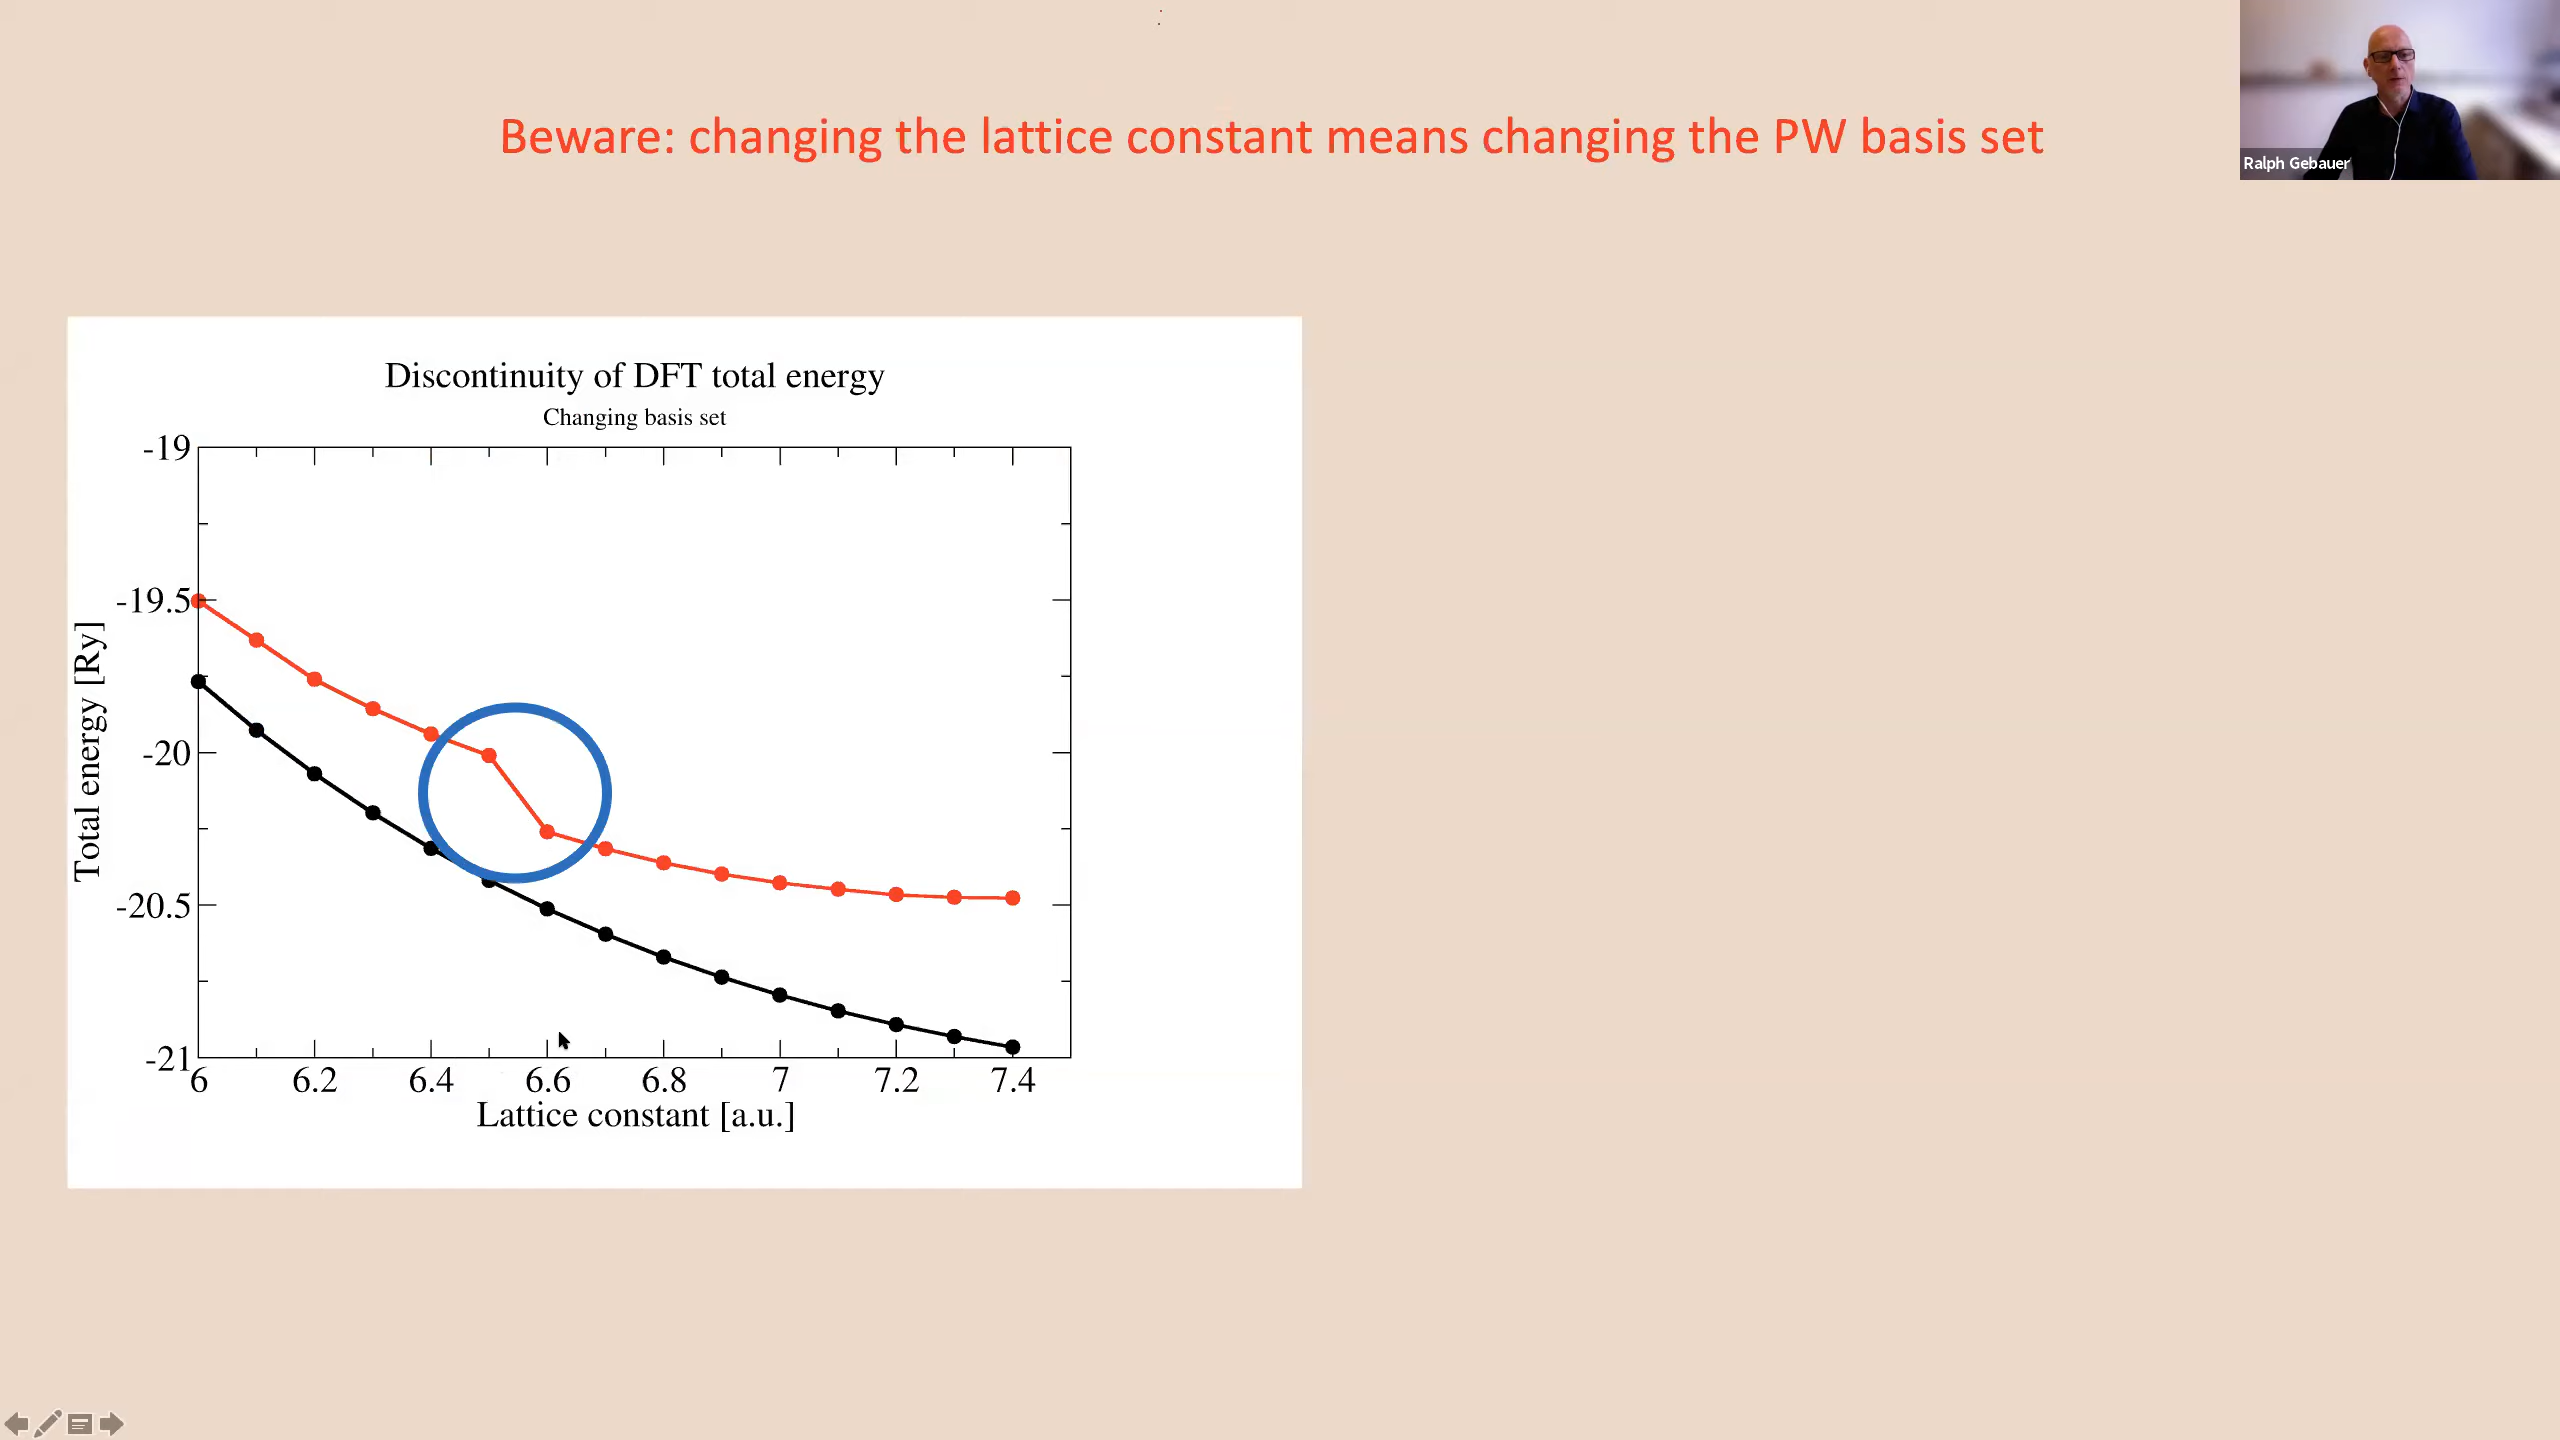 Beware: changing the lattice constant means changing the PW basis set
Ralph Gebauer
Discontinuity of DFT total energy
Changing basis set
-19
-19.5
-20
-20.5
-21
Total energy [Ry]
6 6.2 6.4 6.6 6.8 7 7.2 7.4
Lattice constant [a.u.]